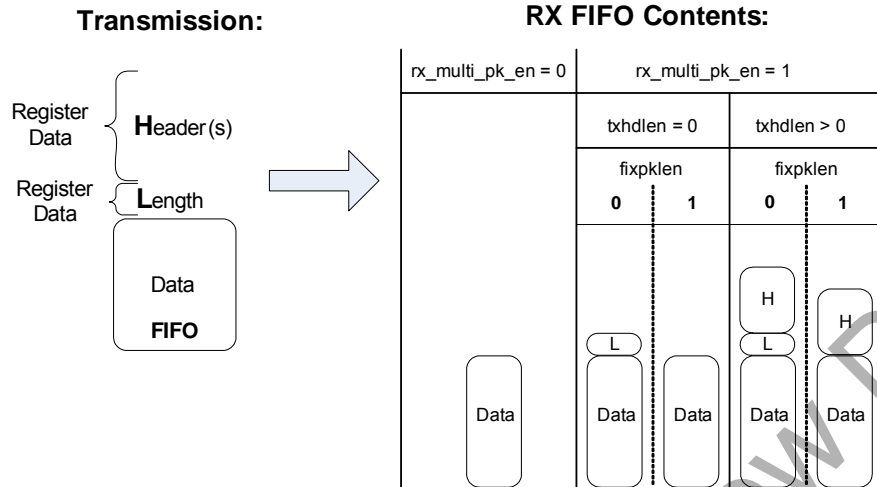 Transmission:
RX FIFO Contents:
Register
Data
Header(s)
Register
Data
Length
Data
FIFO
rx_multi_pk_en = 0
rx_multi_pk_en = 1
txhdlen = 0
txhdlen > 0
fixpklen
fixpklen
0
1
0
1
H
H
L
L
Data
Data
Data
Data
Data